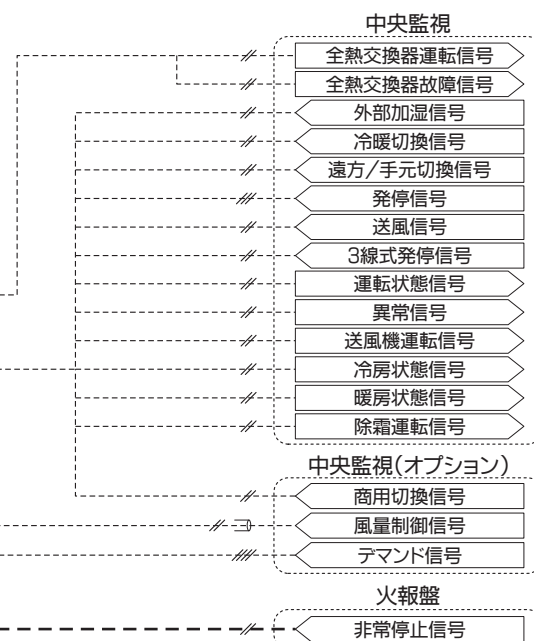 中央監視
全熱交換器運転信号
全熱交換器故障信号
外部加湿信号
冷暖切換信号
遠方/手元切換信号
発停信号
送風信号
3線式発停信号
運転状態信号
異常信号
送風機運転信号
冷房状態信号
暖房状態信号
除霜運転信号
中央監視(オプション)
商用切換信号
風量制御信号
デマンド信号
火報盤
非常停止信号